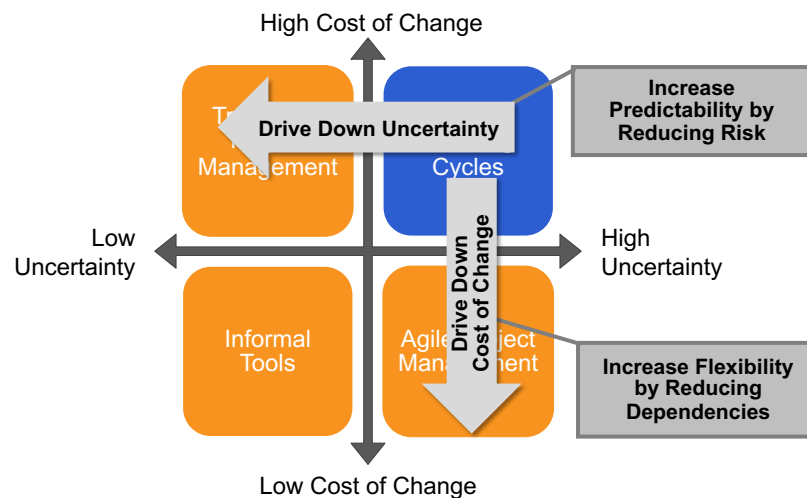 High Cost of Change
Management
Drive Down Uncertainty
Cycles
Increase
Predictability by
Reducing Risk
Low
Uncertainty
High
Uncertainty
Drive Down
Cost of Change
Informal
Tools
Agile
Increase Flexibility
by Reducing
Dependencies
Low Cost of Change